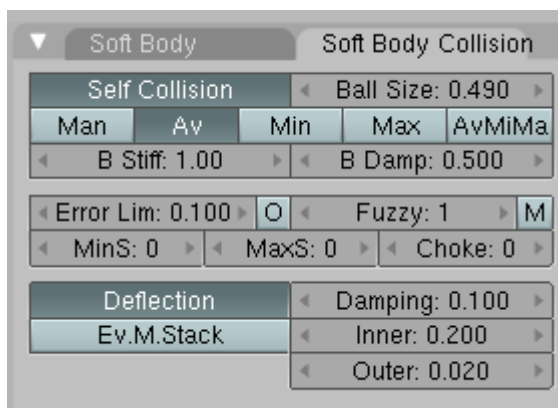 Soft Body Soft Body Collision
Self Collision Ball Size: 0.490
Man Av Min Max AvMiMa
B Stiff: 1.00 B Damp: 0.500
Error Lim: 0.100 O Fuzzy: 1 M
MinS: 0 MaxS: 0 Choke: 0
Deflection Damping: 0.100
Ev.M.Stack Inner: 0.200
Outer: 0.020